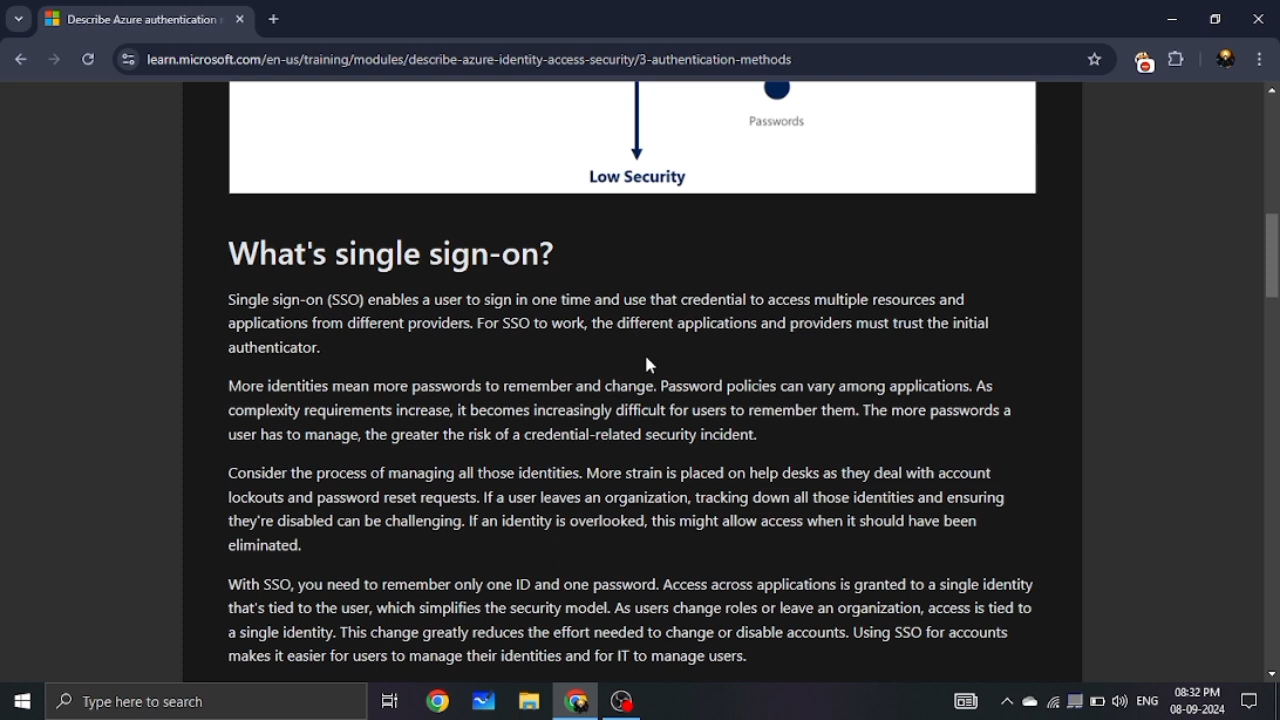 Describe Azure authentication
learn.microsoft.com/en-us/training/modules/describe-azure-identity-access-security/3-authentication-methods
Passwords
Low Security
What's single sign-on?
Single sign-on (SSO) enables a user to sign in one time and use that credential to access multiple resources and
applications from different providers. For SSO to work, the different applications and providers must trust the initial
authenticator.
More identities mean more passwords to remember and change. Password policies can vary among applications. As
complexity requirements increase, it becomes increasingly difficult for users to remember them. The more passwords a
user has to manage, the greater the risk of a credential-related security incident.
Consider the process of managing all those identities. More strain is placed on help desks as they deal with account
lockouts and password reset requests. If a user leaves an organization, tracking down all those identities and ensuring
they're disabled can be challenging. If an identity is overlooked, this might allow access when it should have been
eliminated.
With SSO, you need to remember only one ID and one password. Access across applications is granted to a single identity
that's tied to the user, which simplifies the security model. As users change roles or leave an organization, access is tied to
a single identity. This change greatly reduces the effort needed to change or disable accounts. Using SSO for accounts
makes it easier for users to manage their identities and for IT to manage users.
Type here to search
ENG
08:32 PM
08-09-2024